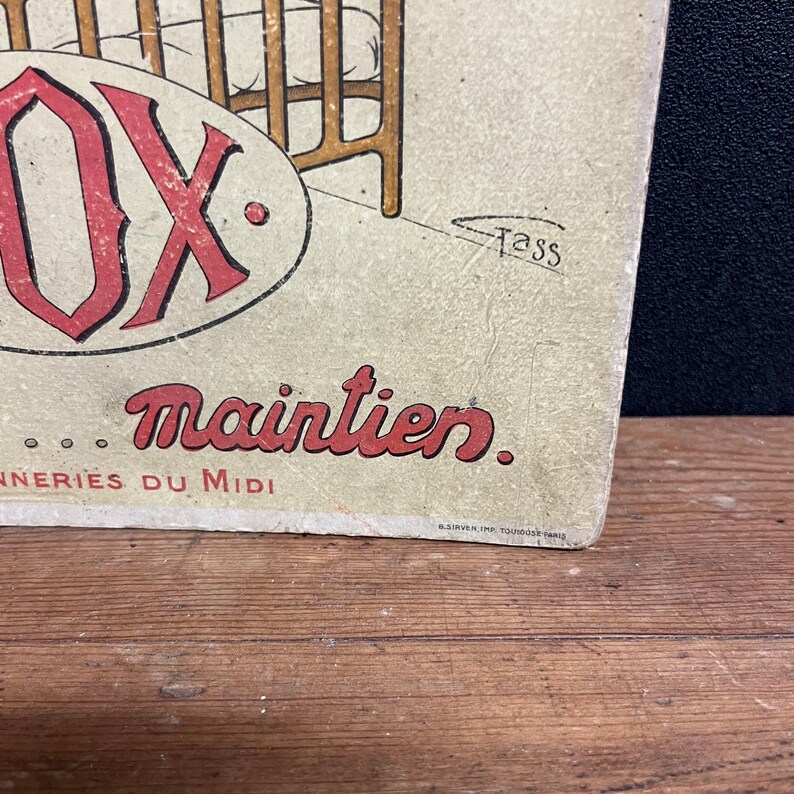 OX.
Tass
... maintien.
NNERIES DU MIDI
B. SIRVEN, IMP. TOULOUSE-PARIS